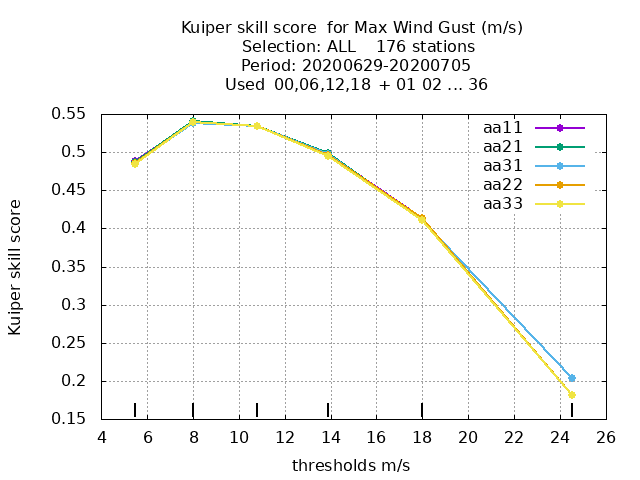 Kuiper skill score  for Max Wind Gust (m/s)
Selection: ALL    176 stations
Period: 20200629-20200705
Used  00,06,12,18  + 01 02 ... 36
aa11
aa21
aa31
aa22
aa33
Kuiper skill score
0.55
0.5
0.45
0.4
0.35
0.3
0.25
0.2
0.15
4 6 8 10 12 14 16 18 20 22 24 26
thresholds m/s